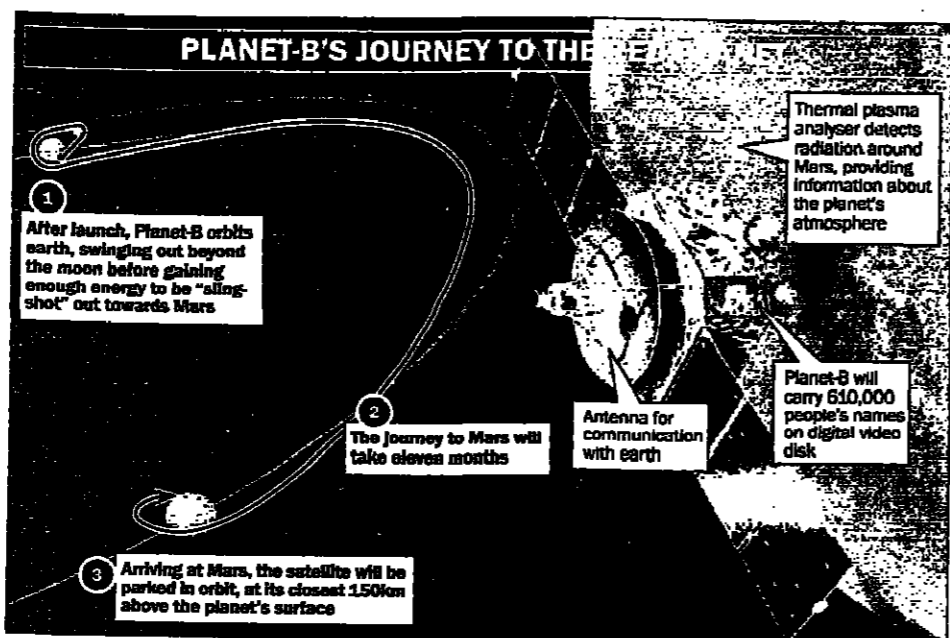 PLANET-B'S JOURNEY TO THE
1
After launch, Planet-B orbits
earth, swinging out beyond
the moon before gaining
enough energy to be "sling-
shot" out towards Mars
2
The journey to Mars will
take eleven months
3
Arriving at Mars, the satellite will be
parked in orbit, at its closest 150km
above the planet's surface
Thermal plasma
analyser detects
radiation around
Mars, providing
information about
the planet's
atmosphere
Antenna for
communication
with earth
Planet-B will
carry 610,000
people's names
on digital video
disk